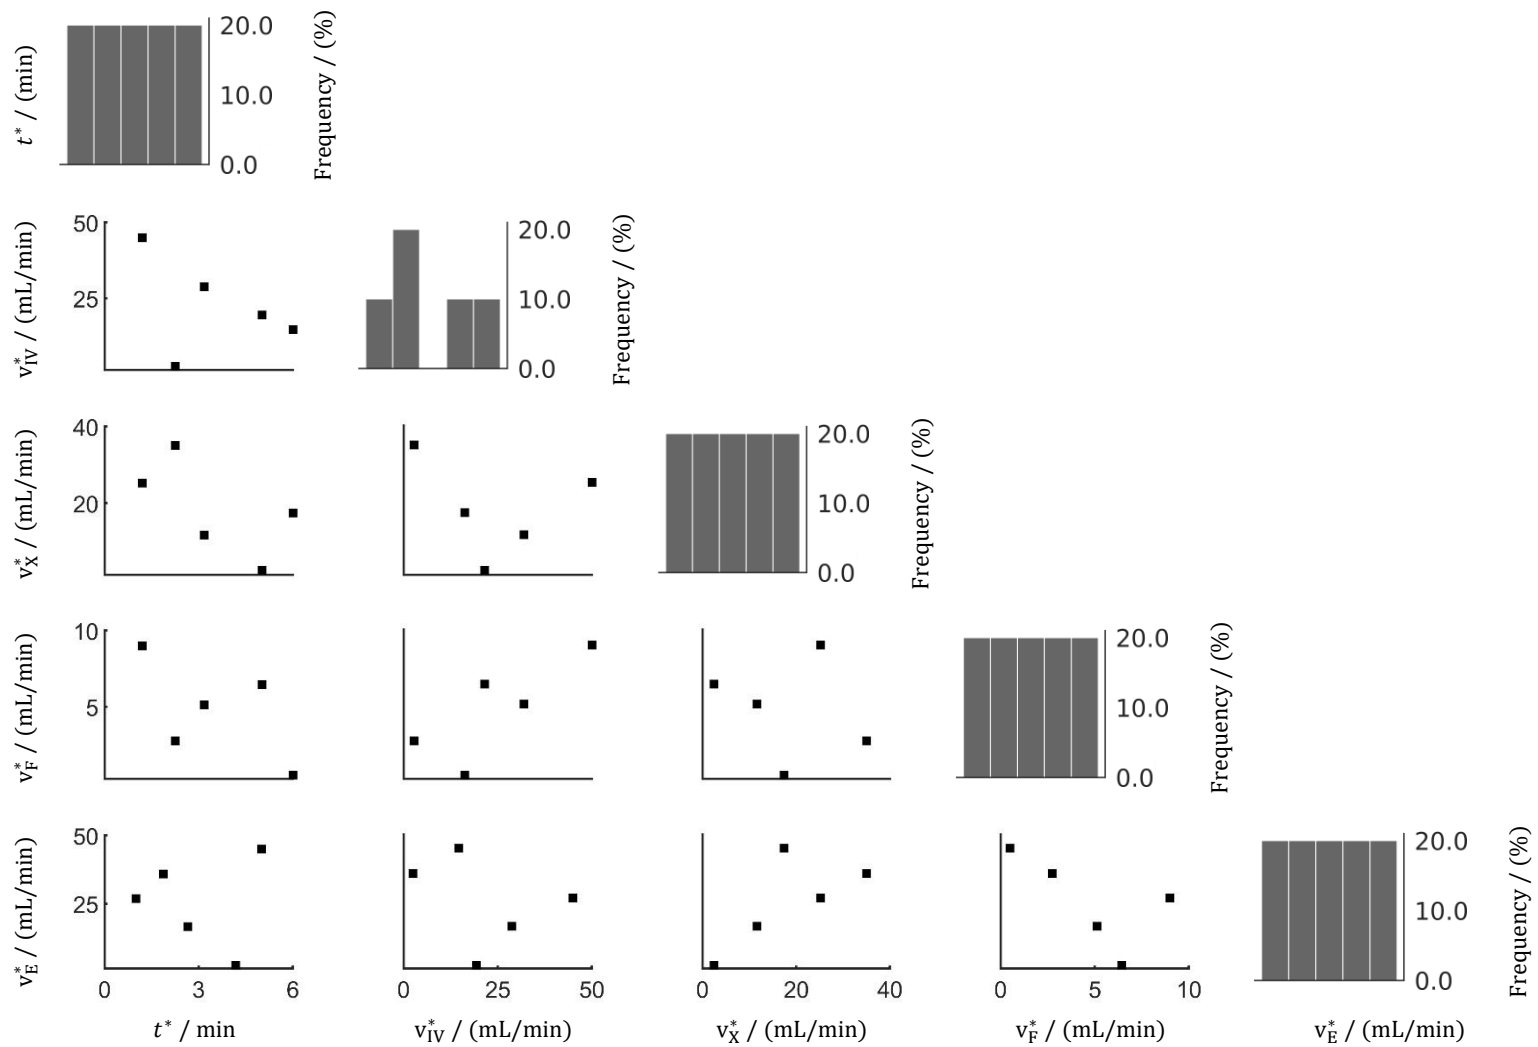 t* / (min)
20.0
10.0
0.0
Frequency / (%)
v*IV / (mL/min)
50
25
20.0
10.0
0.0
Frequency / (%)
v*X / (mL/min)
40
20
20.0
10.0
0.0
Frequency / (%)
v*F / (mL/min)
10
5
20.0
10.0
0.0
Frequency / (%)
v*E / (mL/min)
50
25
20.0
10.0
0.0
Frequency / (%)
0 3 6 0 25 50 0 20 40 0 5 10
t* / min v*IV / (mL/min) v*X / (mL/min) v*F / (mL/min) v*E / (mL/min)